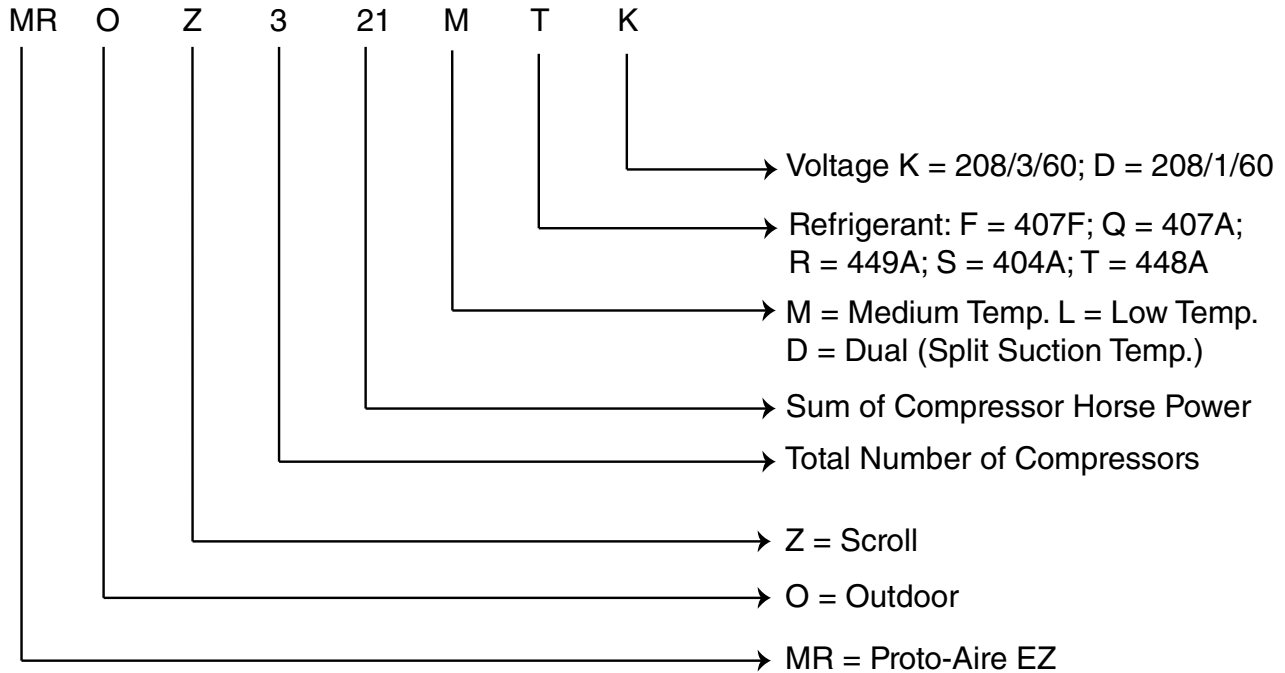 MR O Z 3 21 M T K
Voltage K = 208/3/60; D = 208/1/60
Refrigerant: F = 407F; Q = 407A;
R = 449A; S = 404A; T = 448A
M = Medium Temp. L = Low Temp.
D = Dual (Split Suction Temp.)
Sum of Compressor Horse Power
Total Number of Compressors
Z = Scroll
O = Outdoor
MR = Proto-Aire EZ